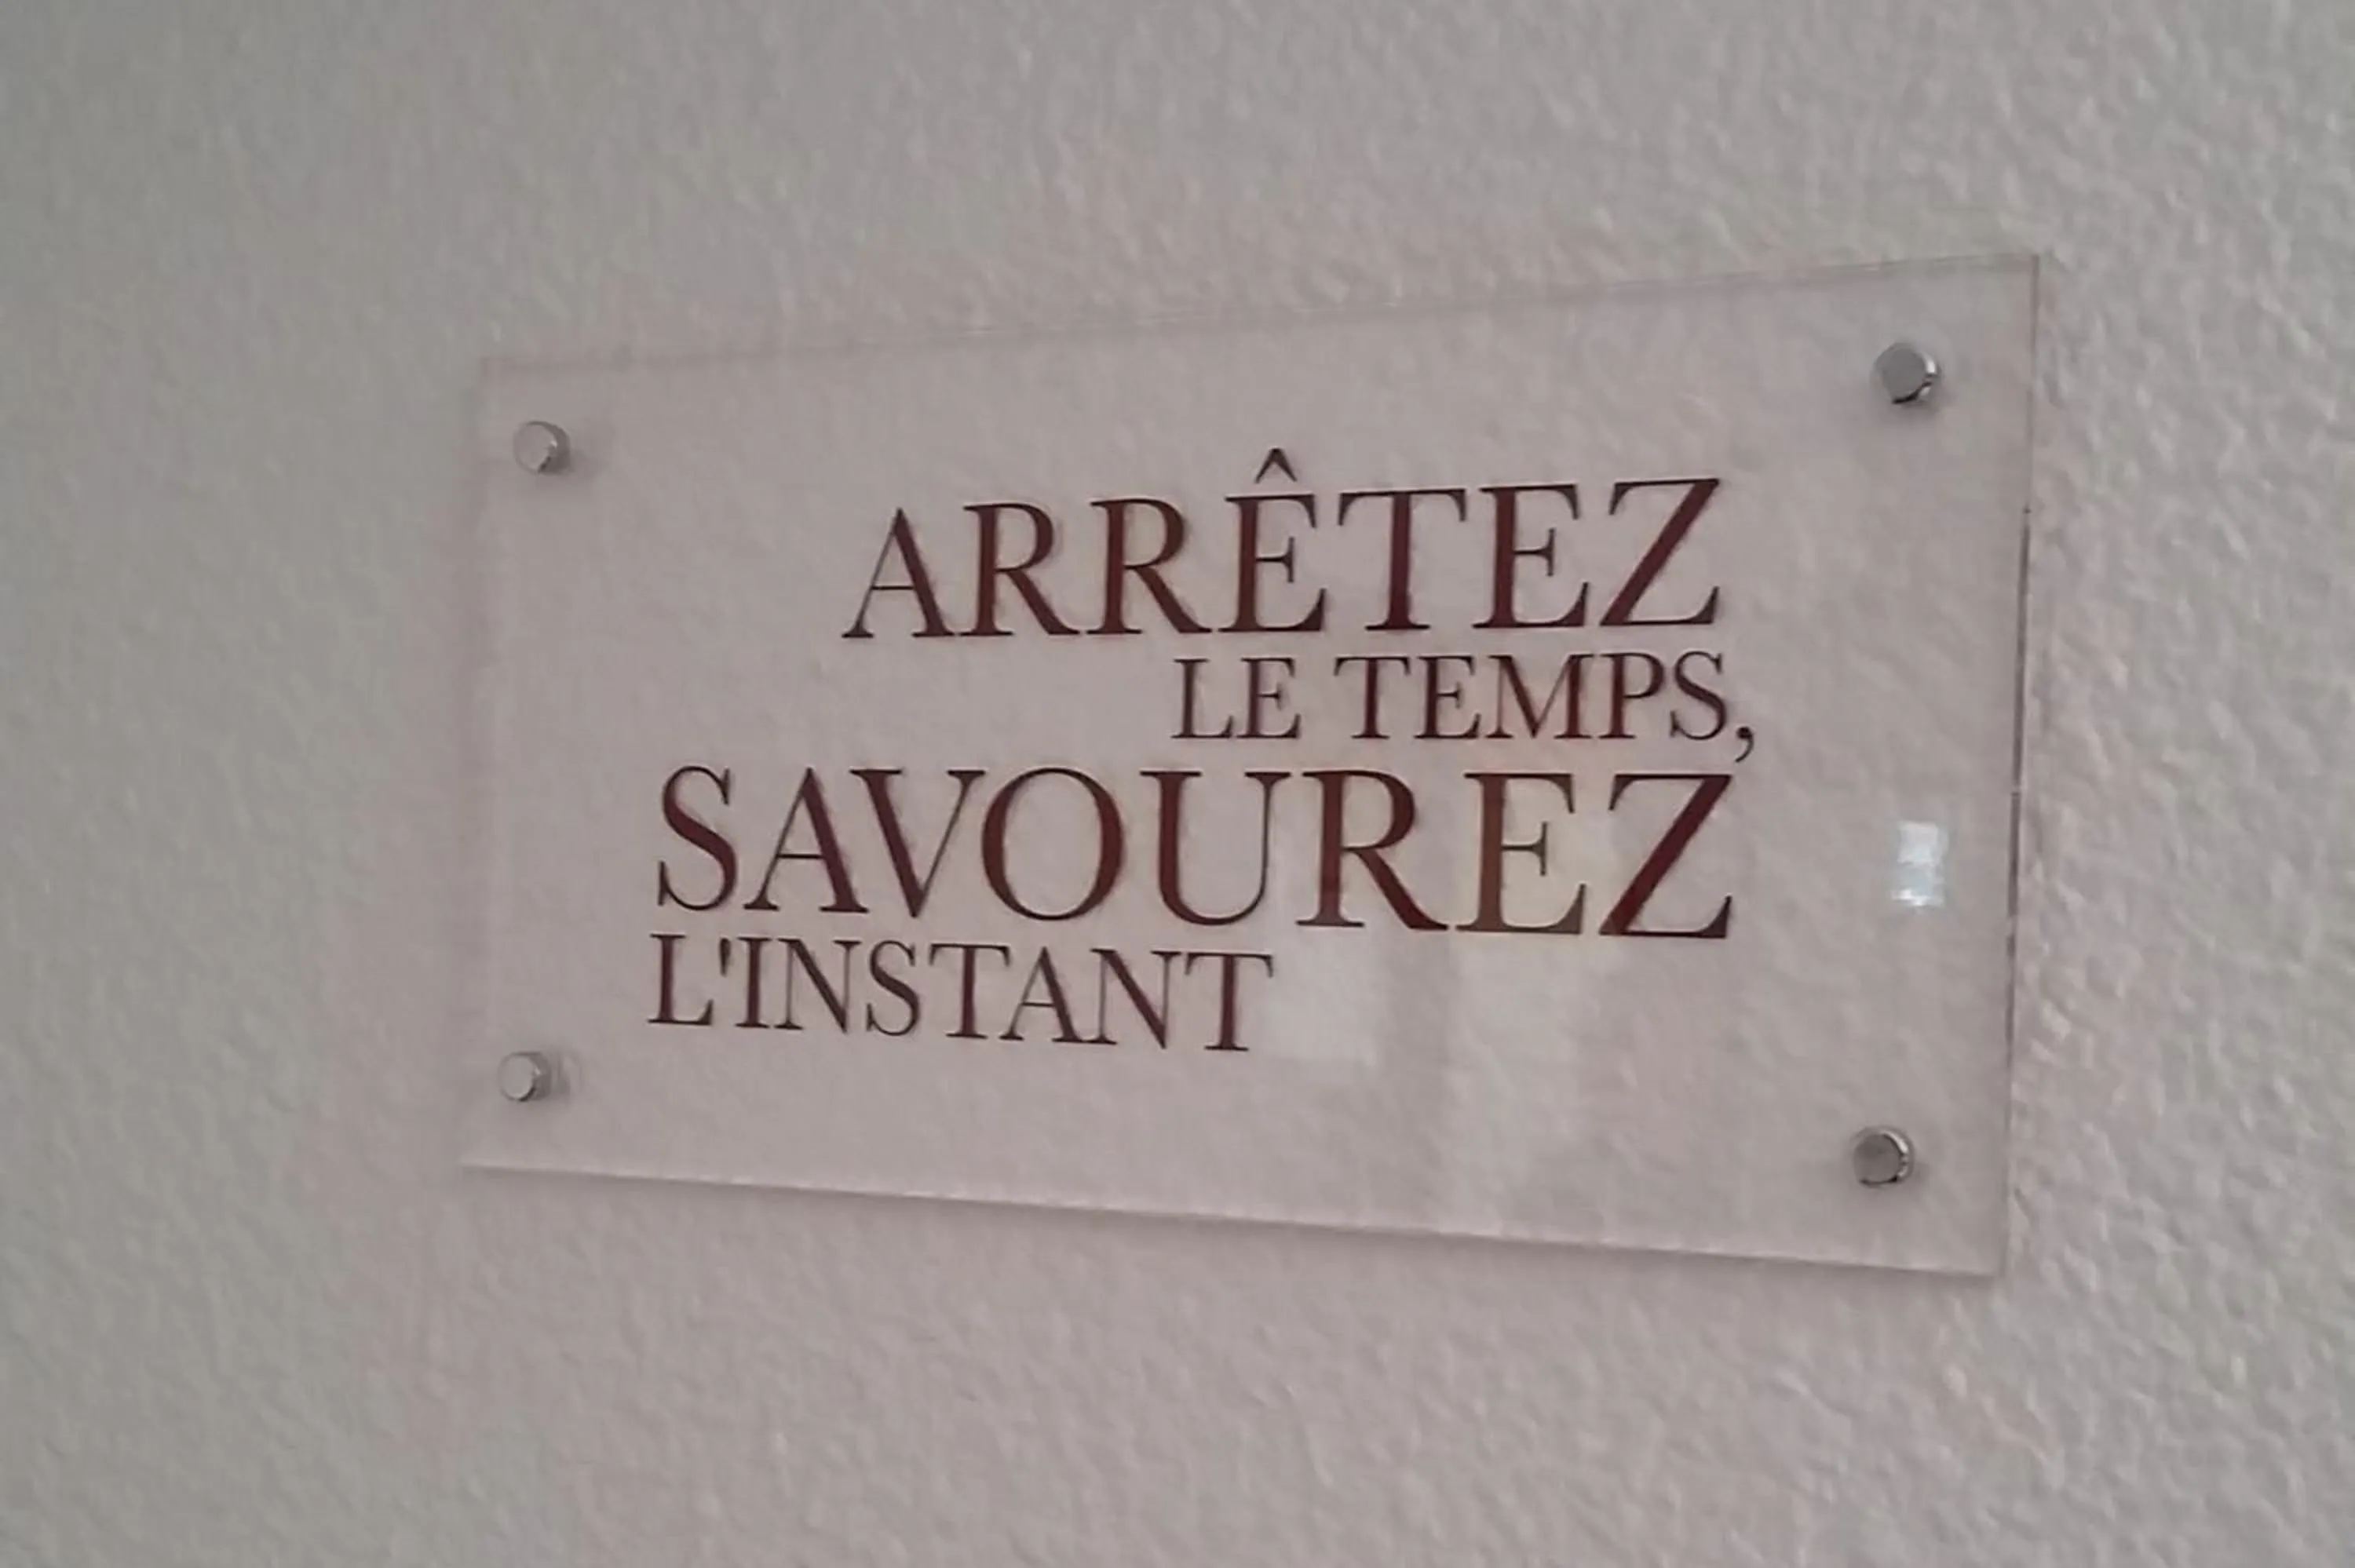 ARRÊTEZ
LE TEMPS,
SAVOUREZ
L'INSTANT